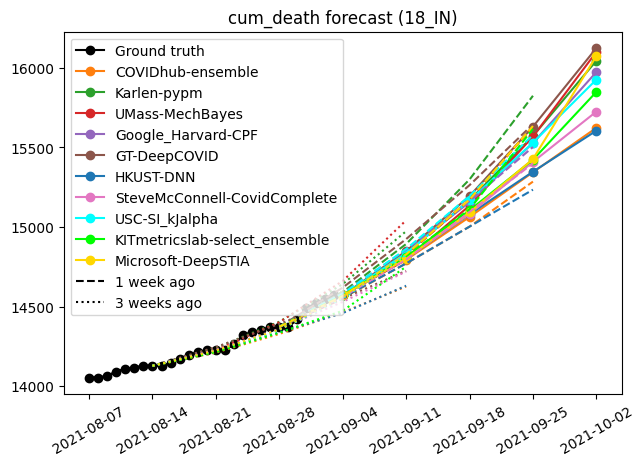 cum_death forecast (18_IN)
16000
15500
15000
14500
14000
Ground truth
COVIDhub-ensemble
Karlen-pypm
UMass-MechBayes
Google_Harvard-CPF
GT-DeepCOVID
HKUST-DNN
SteveMcConnell-CovidComplete
USC-SI_kJalpha
KITmetricslab-select_ensemble
Microsoft-DeepSTIA
1 week ago
3 weeks ago
2021-08-07
2021-08-14
2021-08-21
2021-08-28
2021-09-04
2021-09-11
2021-09-18
2021-09-25
2021-10-02